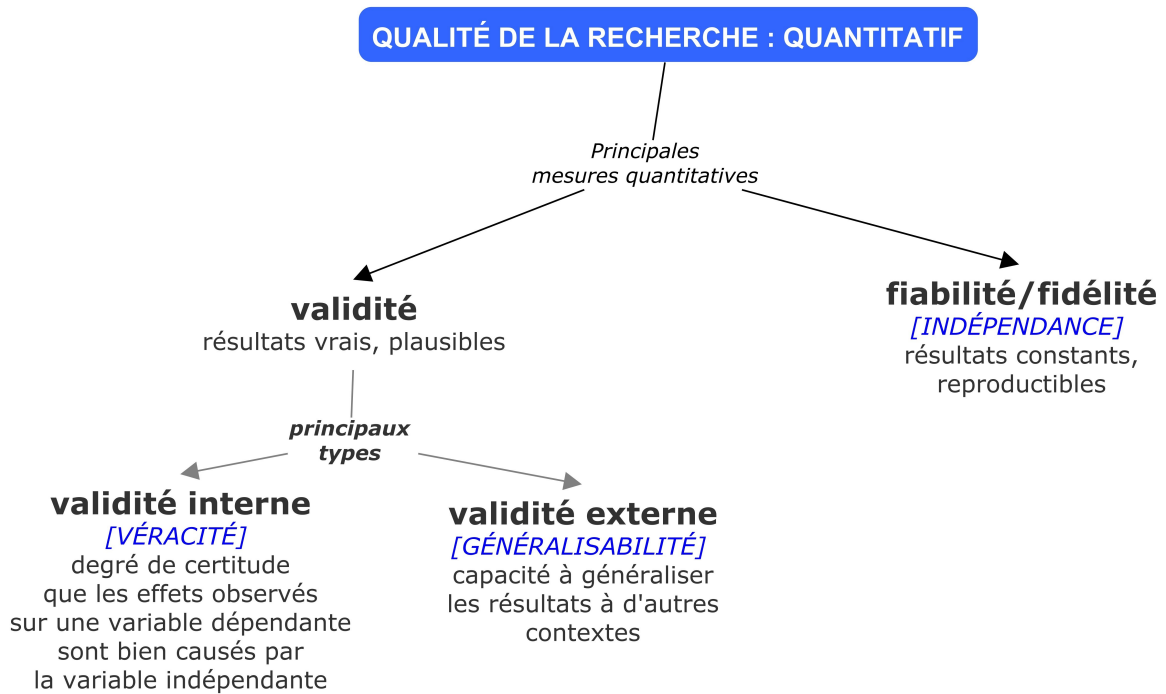 QUALITÉ DE LA RECHERCHE : QUANTITATIF
Principales
mesures quantitatives
validité
résultats vrais, plausibles
fiabilité/fidélité
[INDÉPENDANCE]
résultats constants,
reproductibles
principaux
types
validité interne
[VÉRACITÉ]
degré de certitude
que les effets observés
sur une variable dépendante
sont bien causés par
la variable indépendante
validité externe
[GÉNÉRALISABILITÉ]
capacité à généraliser
les résultats à d'autres
contextes